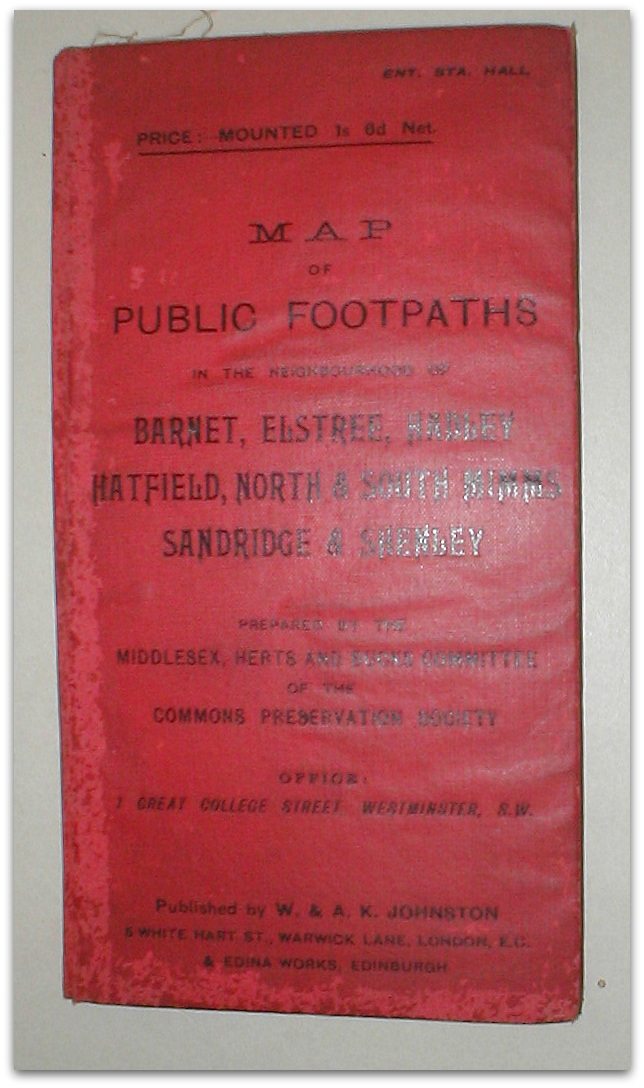 ENT. STA. HALL.
PRICE:- MOUNTED 1s 6d Net.
MAP
OF
PUBLIC FOOTPATHS
IN THE NEIGHBOURHOOD OF
BARNET, ELSTREE, HADLEY
HATFIELD, NORTH & SOUTH MIMMS
SANDRIDGE & SHENLEY
PREPARED BY THE
MIDDLESEX, HERTS AND BUCKS COMMITTEE
OF THE
COMMONS PRESERVATION SOCIETY
OFFICE:
1 GREAT COLLEGE STREET, WESTMINSTER, S.W.
Published by W. & A. K. JOHNSTON
5 WHITE HART ST., WARWICK LANE, LONDON, E.C.
& EDINA WORKS, EDINBURGH